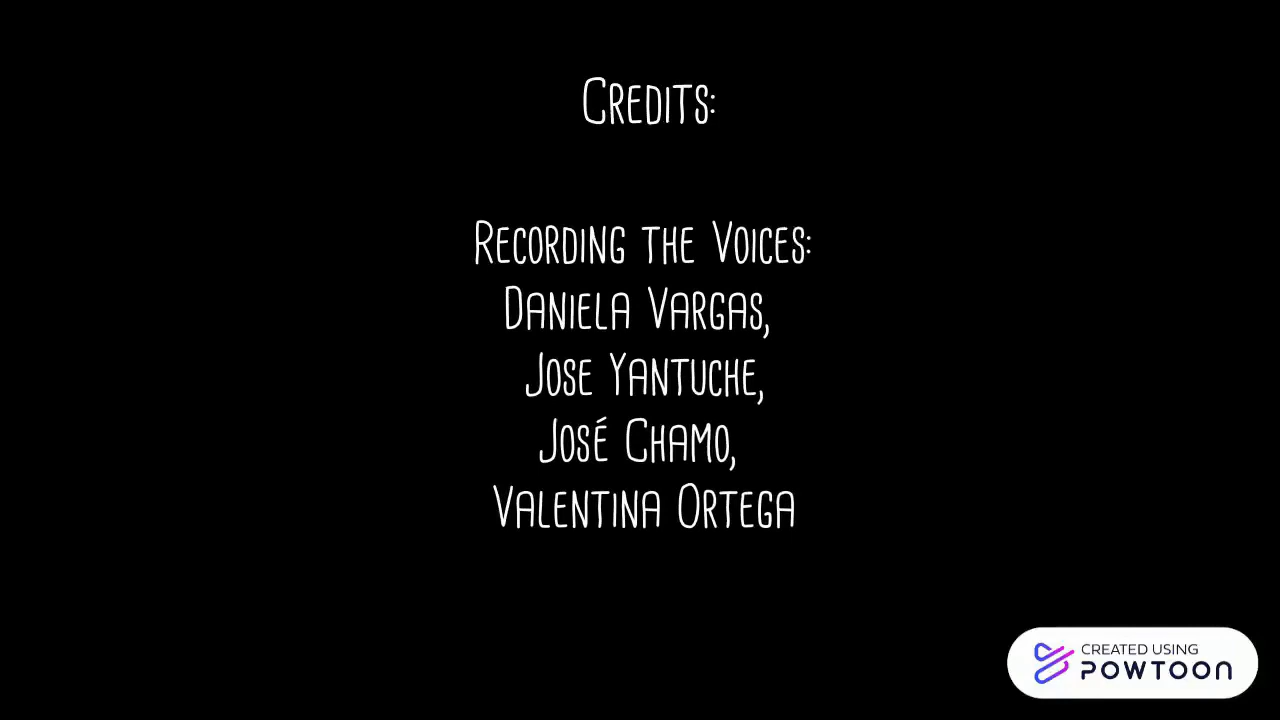 Credits:
Recording the Voices:
Daniela Vargas,
Jose Yantuche,
José Chamo,
Valentina Ortega
CREATED USING
POWTOON